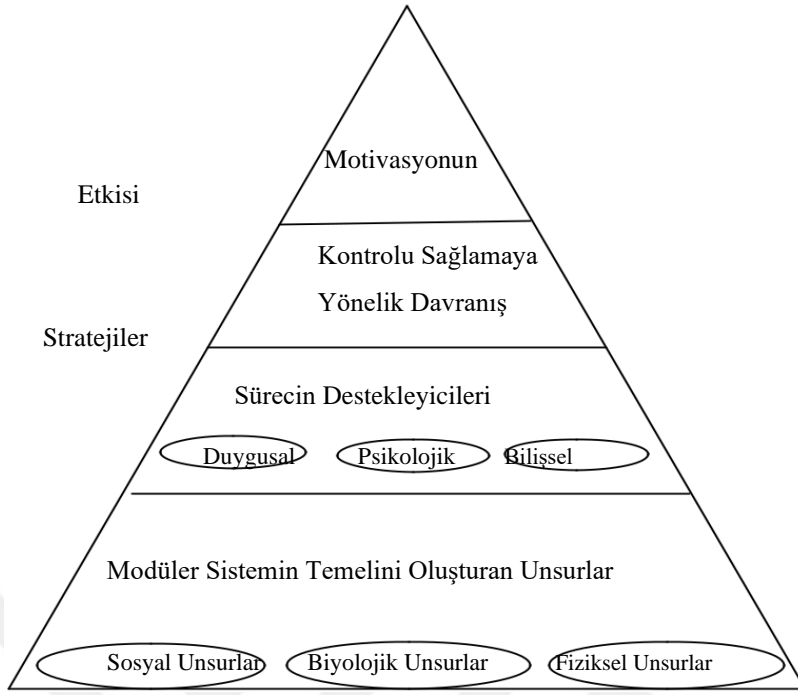 Motivasyonun
Etkisi
Kontrolu Sağlamaya
Yönelik Davranış
Stratejiler
Sürecin Destekleyicileri
Duygusal Psikolojik Bilişsel
Modüler Sistemin Temelini Oluşturan Unsurlar
Sosyal Unsurlar Biyolojik Unsurlar Fiziksel Unsurlar